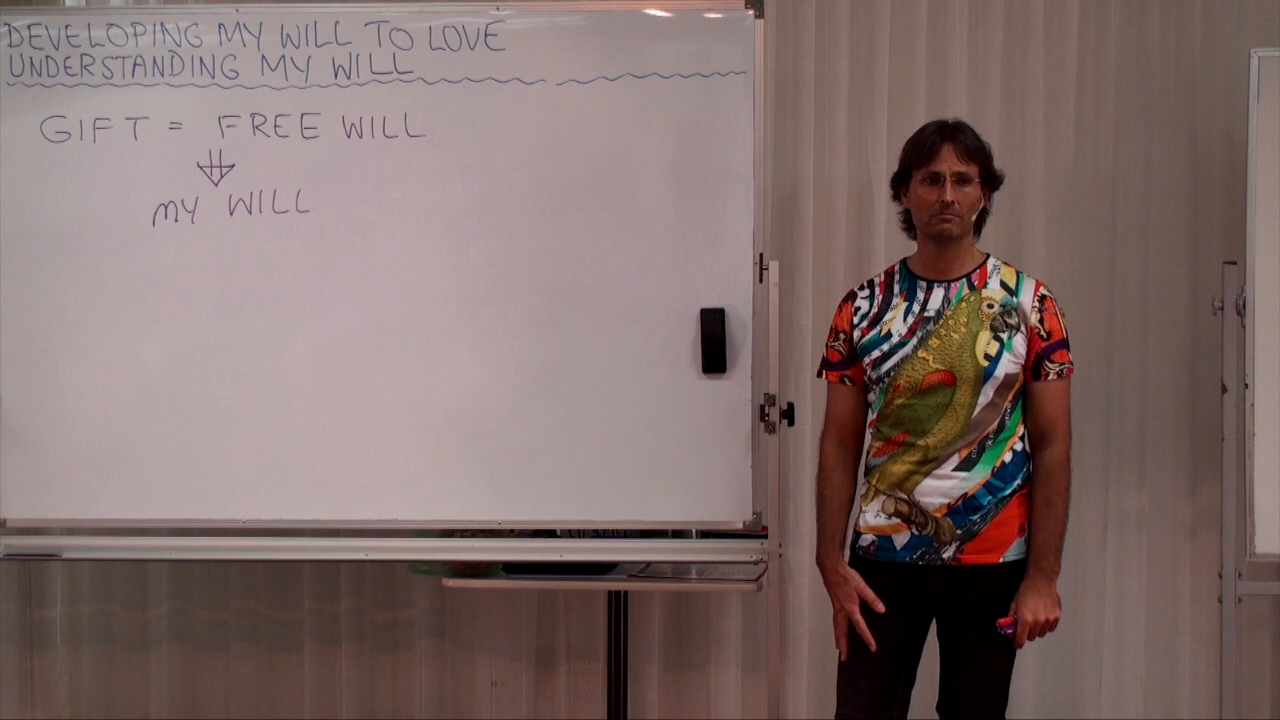 DEVELOPING MY WILL TO LOVE
UNDERSTANDING MY WILL
GIFT = FREE WILL
MY WILL